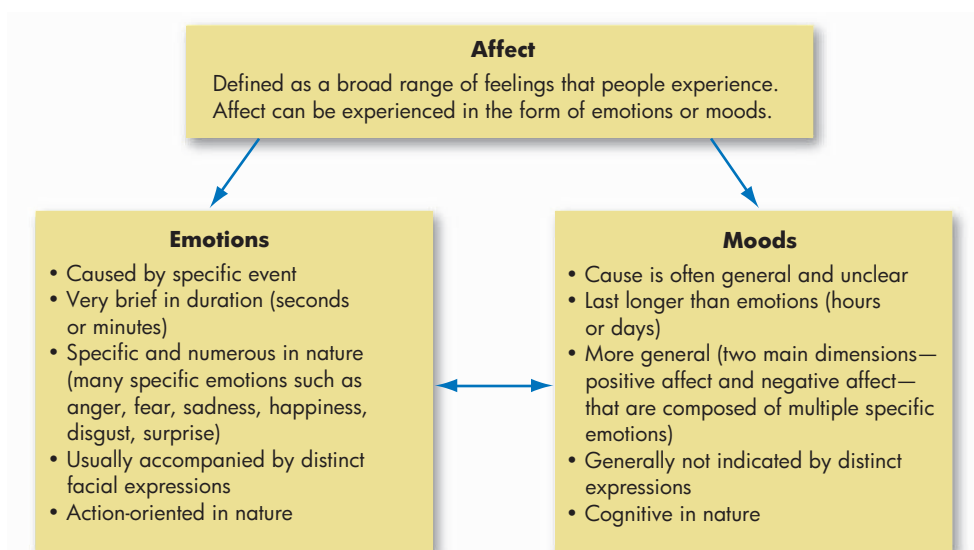 Affect
Defined as a broad range of feelings that people experience.
Affect can be experienced in the form of emotions or moods.
Emotions
• Caused by specific event
• Very brief in duration (seconds
or minutes)
• Specific and numerous in nature
(many specific emotions such as
anger, fear, sadness, happiness,
disgust, surprise)
• Usually accompanied by distinct
facial expressions
• Action-oriented in nature
Moods
• Cause is often general and unclear
• Last longer than emotions (hours
or days)
• More general (two main dimensions—
positive affect and negative affect—
that are composed of multiple specific
emotions)
• Generally not indicated by distinct
expressions
• Cognitive in nature